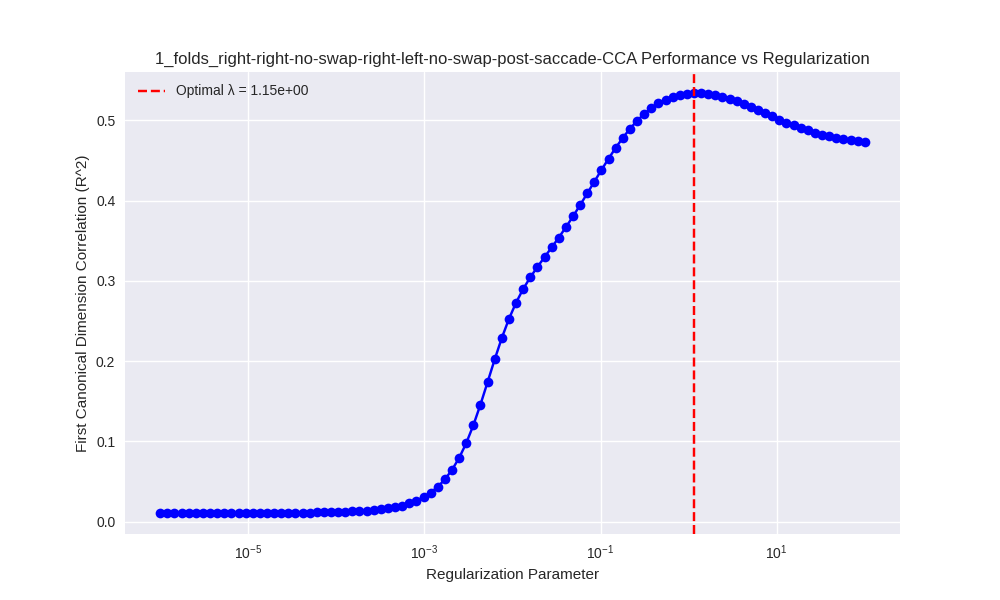 1_folds_right-right-no-swap-right-left-no-swap-post-saccade-CCA Performance vs Regularization
Optimal λ = 1.15e+00
First Canonical Dimension Correlation (R^2)
0.5
0.4
0.3
0.2
0.1
0.0
10⁻⁵
10⁻³
10⁻¹
10¹
Regularization Parameter